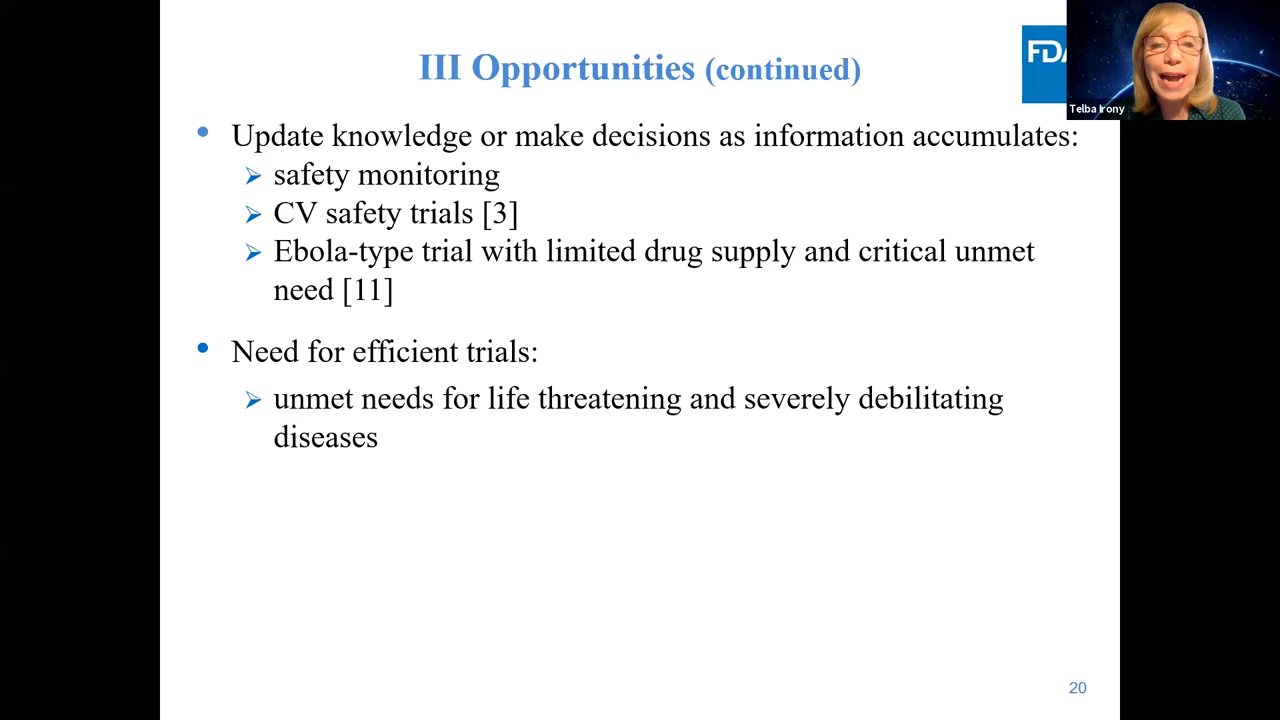 III Opportunities (continued)
FDA
Telba Irony
• Update knowledge or make decisions as information accumulates:
➢ safety monitoring
➢ CV safety trials [3]
➢ Ebola-type trial with limited drug supply and critical unmet
need [11]
• Need for efficient trials:
➢ unmet needs for life threatening and severely debilitating
diseases
20